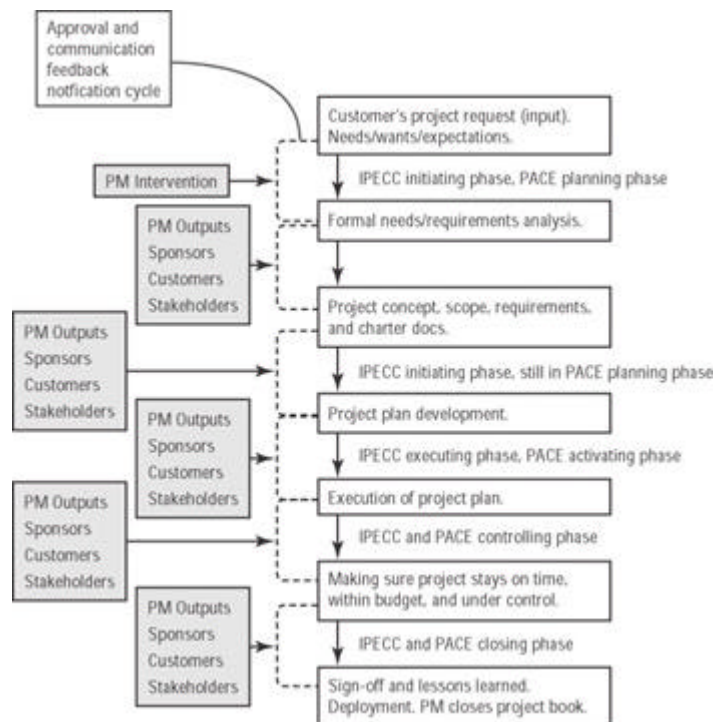 Approval and
communication
feedback
notfication cycle
Customer's project request (input).
Needs/wants/expectations.
PM Intervention
IPECC initiating phase, PACE planning phase
Formal needs/requirements analysis.
PM Outputs
Sponsors
Customers
Stakeholders
Project concept, scope, requirements,
and charter docs.
PM Outputs
Sponsors
Customers
Stakeholders
IPECC initiating phase, still in PACE planning phase
Project plan development.
PM Outputs
Sponsors
Customers
Stakeholders
IPECC executing phase, PACE activating phase
Execution of project plan.
PM Outputs
Sponsors
Customers
Stakeholders
IPECC and PACE controlling phase
Making sure project stays on time,
within budget, and under control.
PM Outputs
Sponsors
Customers
Stakeholders
IPECC and PACE closing phase
Sign-off and lessons learned.
Deployment. PM closes project book.